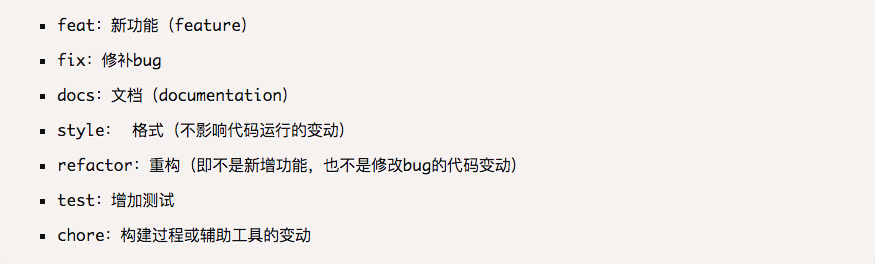 feat：新功能（feature）
fix：修补bug
docs：文档（documentation）
style： 格式（不影响代码运行的变动）
refactor：重构（即不是新增功能，也不是修改bug的代码变动）
test：增加测试
chore：构建过程或辅助工具的变动